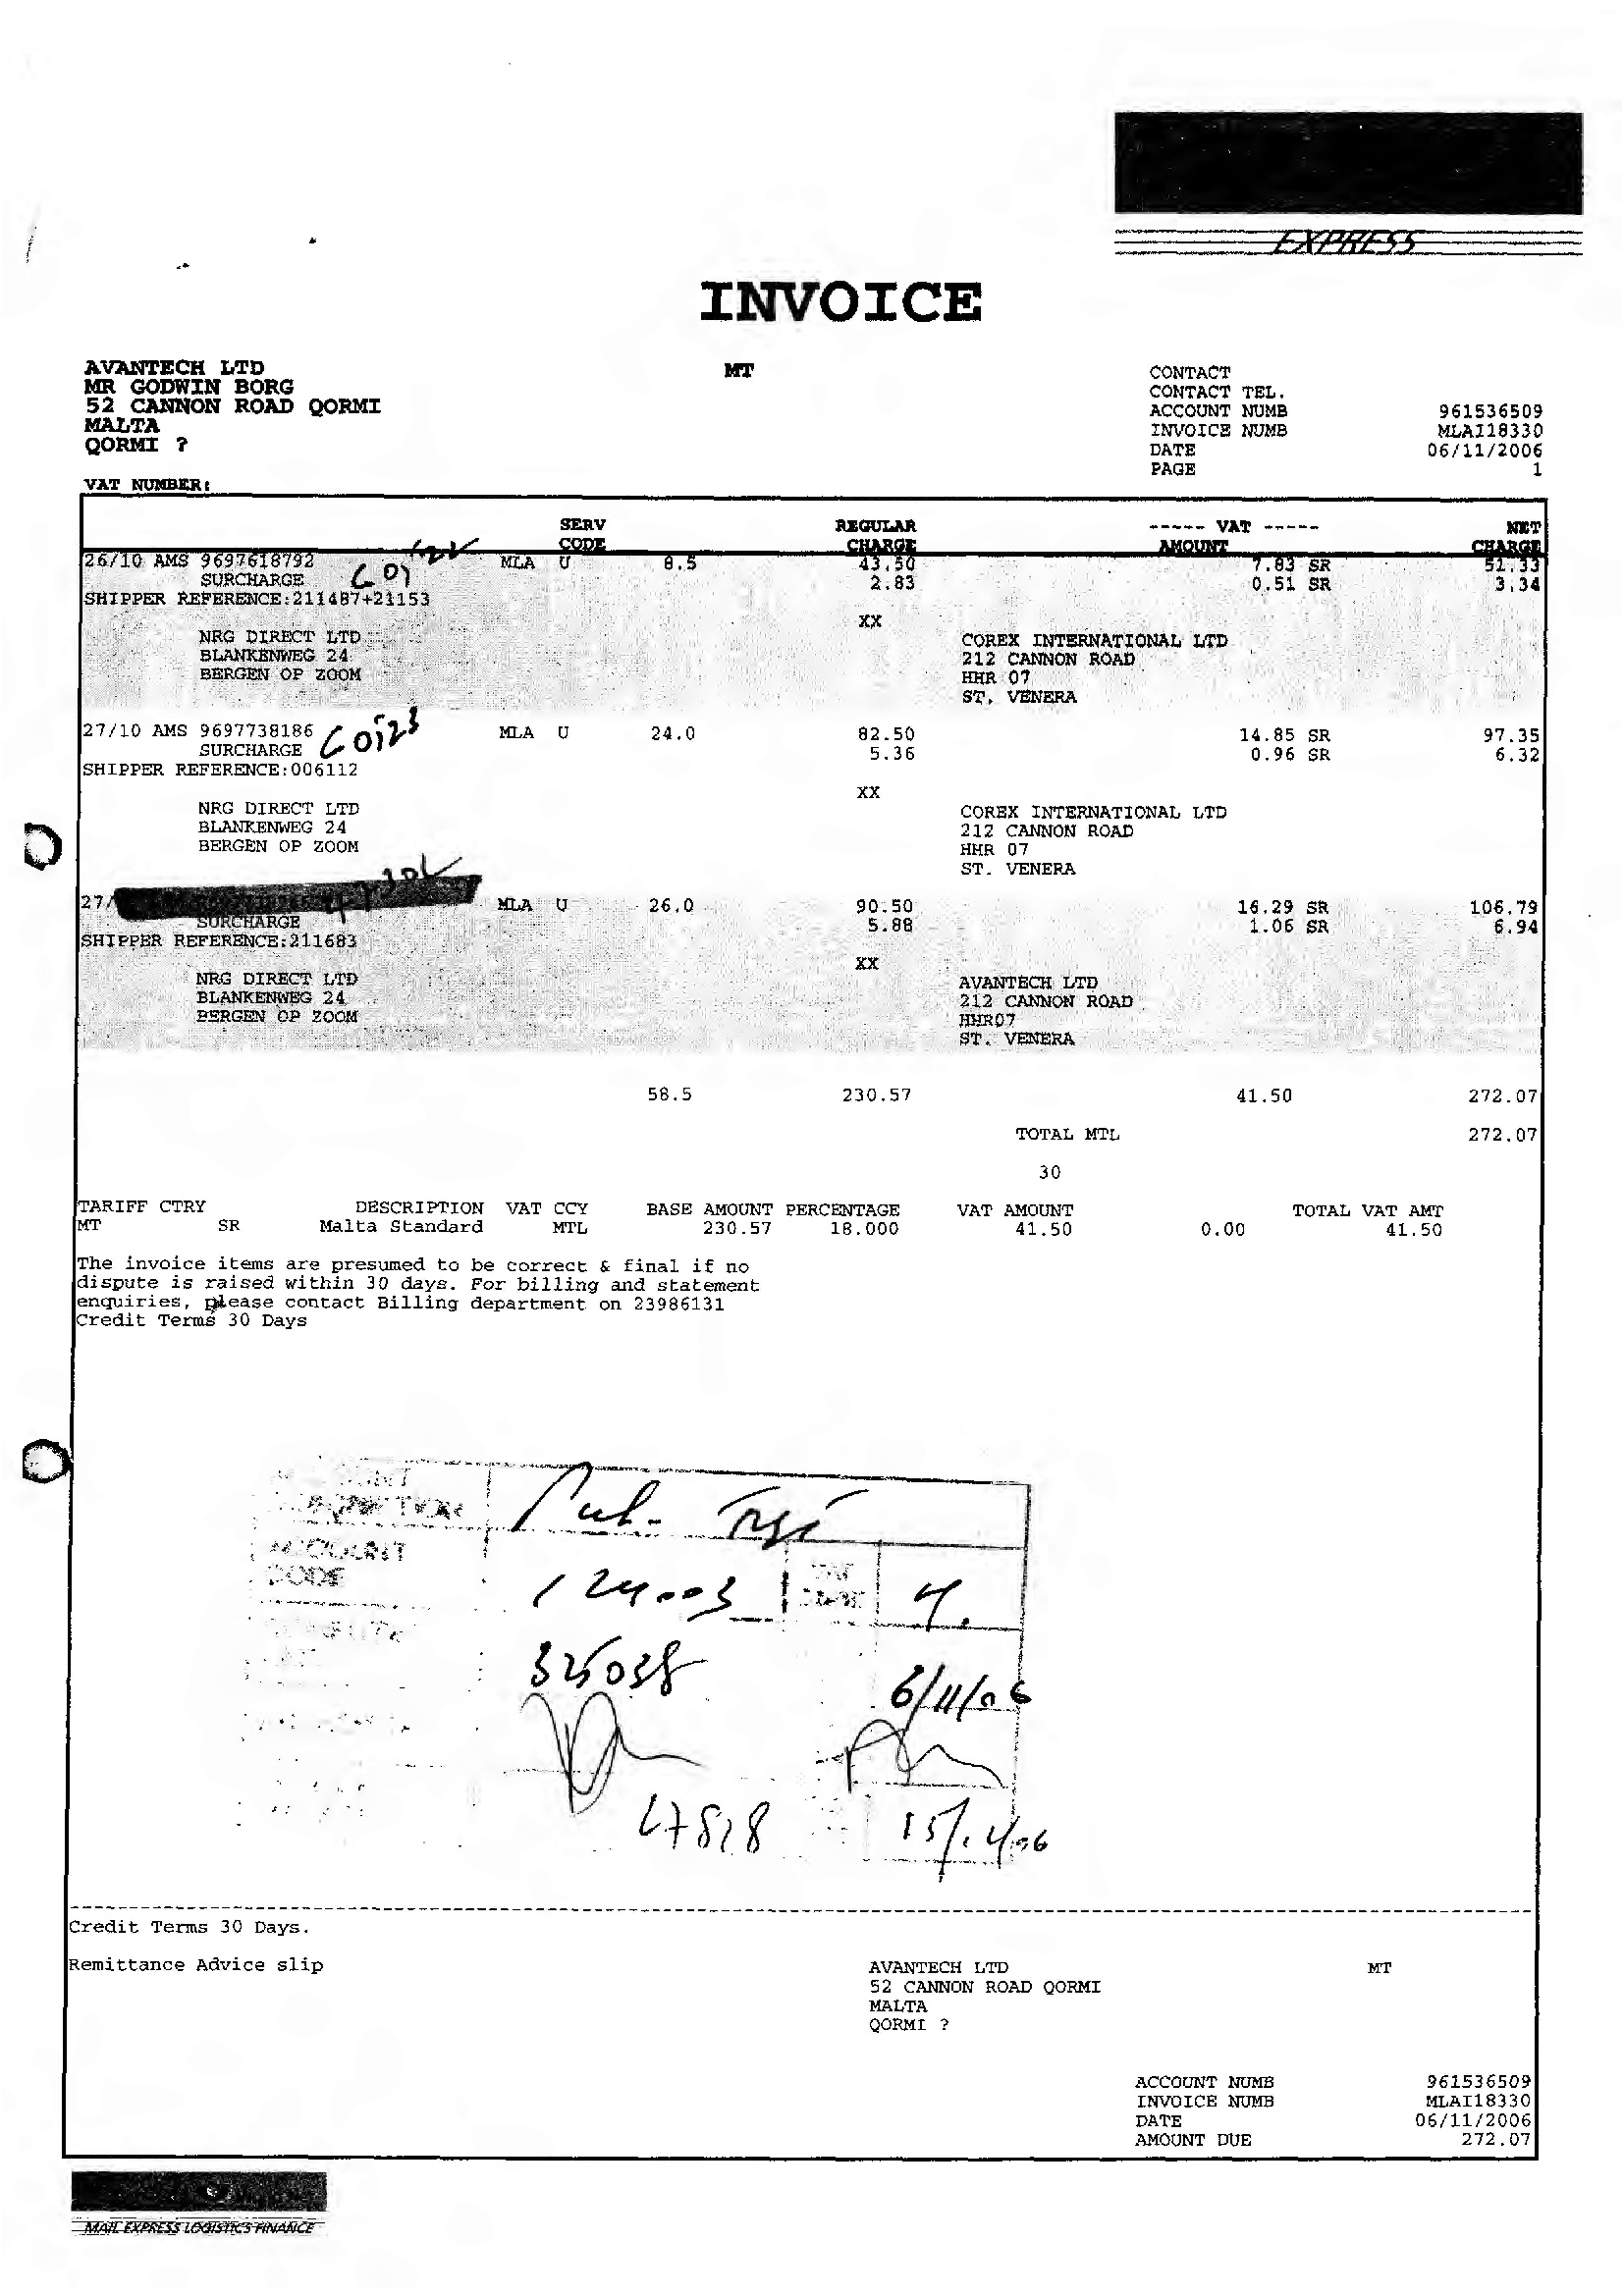 EXPRESS
INVOICE
AVANTECH LTD MT
MR GODWIN BORG
52 CANNON ROAD QORMI
MALTA
QORMI ?
CONTACT
CONTACT TEL.
ACCOUNT NUMB 961536509
INVOICE NUMB MLAI18330
DATE 06/11/2006
PAGE 1
VAT NUMBER:
SERV REGULAR ----- VAT ----- NET
CODE CHARGE AMOUNT CHARGE
26/10 AMS 9697618792 MLA U 8.5 43.50 7.83 SR 51.33
SURCHARGE 2.83 0.51 SR 3.34
SHIPPER REFERENCE:211487+21153
XX
NRG DIRECT LTD COREX INTERNATIONAL LTD
BLANKENWEG 24 212 CANNON ROAD
BERGEN OP ZOOM HHR 07
ST. VENERA
27/10 AMS 9697738186 MLA U 24.0 82.50 14.85 SR 97.35
SURCHARGE 5.36 0.96 SR 6.32
SHIPPER REFERENCE:006112
XX
NRG DIRECT LTD COREX INTERNATIONAL LTD
BLANKENWEG 24 212 CANNON ROAD
BERGEN OP ZOOM HHR 07
ST. VENERA
27/ MLA U 26.0 90.50 16.29 SR 106.79
SURCHARGE 5.88 1.06 SR 6.94
SHIPPER REFERENCE:211683
XX
NRG DIRECT LTD AVANTECH LTD
BLANKENWEG 24 212 CANNON ROAD
BERGEN OP ZOOM HHR07
ST. VENERA
58.5 230.57 41.50 272.07
TOTAL MTL 272.07
30
TARIFF CTRY DESCRIPTION VAT CCY BASE AMOUNT PERCENTAGE VAT AMOUNT TOTAL VAT AMT
MT SR Malta Standard MTL 230.57 18.000 41.50 0.00 41.50
The invoice items are presumed to be correct & final if no
dispute is raised within 30 days. For billing and statement
enquiries, please contact Billing department on 23986131
Credit Terms 30 Days
ACCOUNT
CODE 124003 4.
325038 6/11/06
Credit Terms 30 Days.
Remittance Advice slip
AVANTECH LTD MT
52 CANNON ROAD QORMI
MALTA
QORMI ?
ACCOUNT NUMB 961536509
INVOICE NUMB MLAI18330
DATE 06/11/2006
AMOUNT DUE 272.07
MAIL EXPRESS LOGISTICS FINANCE